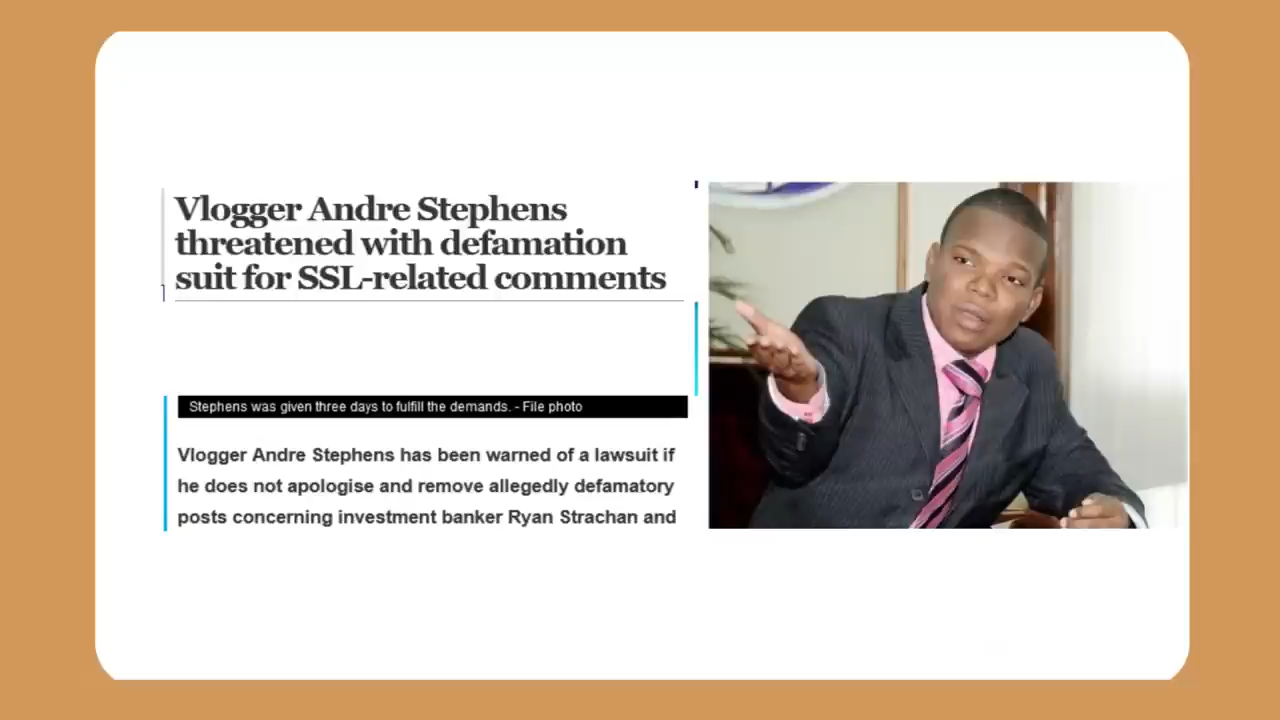 Vlogger Andre Stephens
threatened with defamation
suit for SSL-related comments
Stephens was given three days to fulfill the demands. - File photo
Vlogger Andre Stephens has been warned of a lawsuit if
he does not apologise and remove allegedly defamatory
posts concerning investment banker Ryan Strachan and